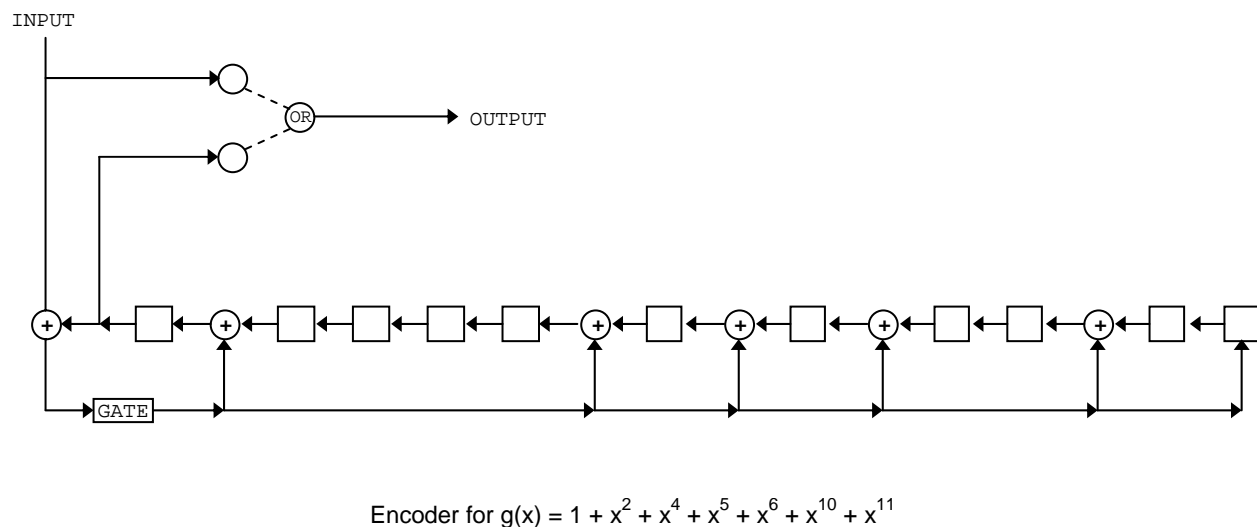 INPUT
OR
OUTPUT
+ + + + + +
GATE
Encoder for g(x) = 1 + x² + x⁴ + x⁵ + x⁶ + x¹⁰ + x¹¹